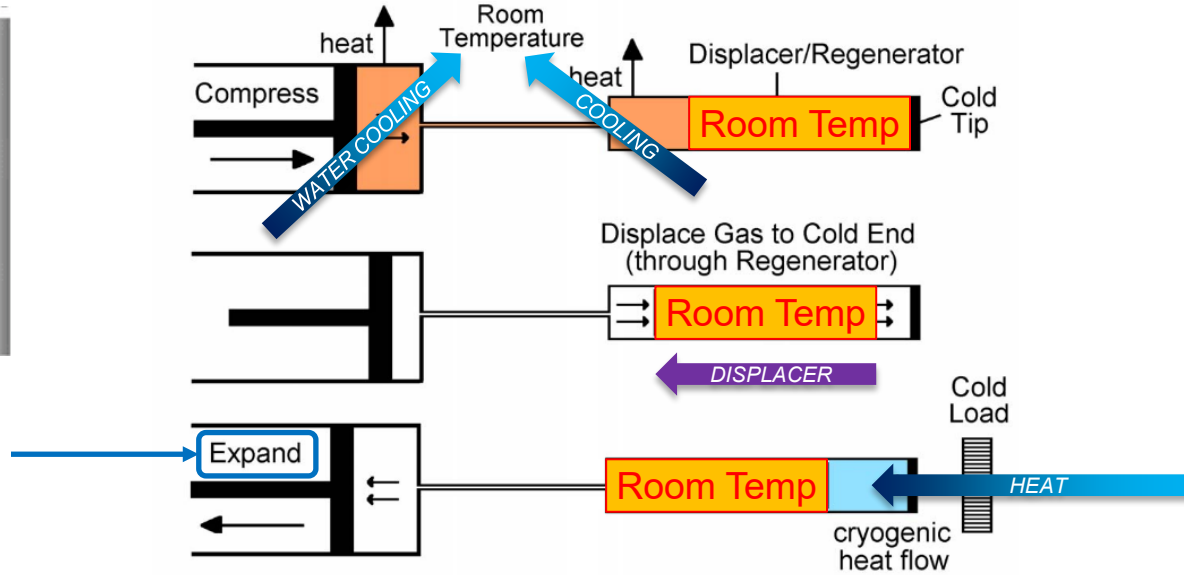 Room
Temperature
heat
heat
Displacer/Regenerator
Compress
WATER COOLING
COOLING
Room Temp
Cold
Tip
Displace Gas to Cold End
(through Regenerator)
Room Temp
DISPLACER
Cold
Load
Expand
Room Temp
HEAT
cryogenic
heat flow